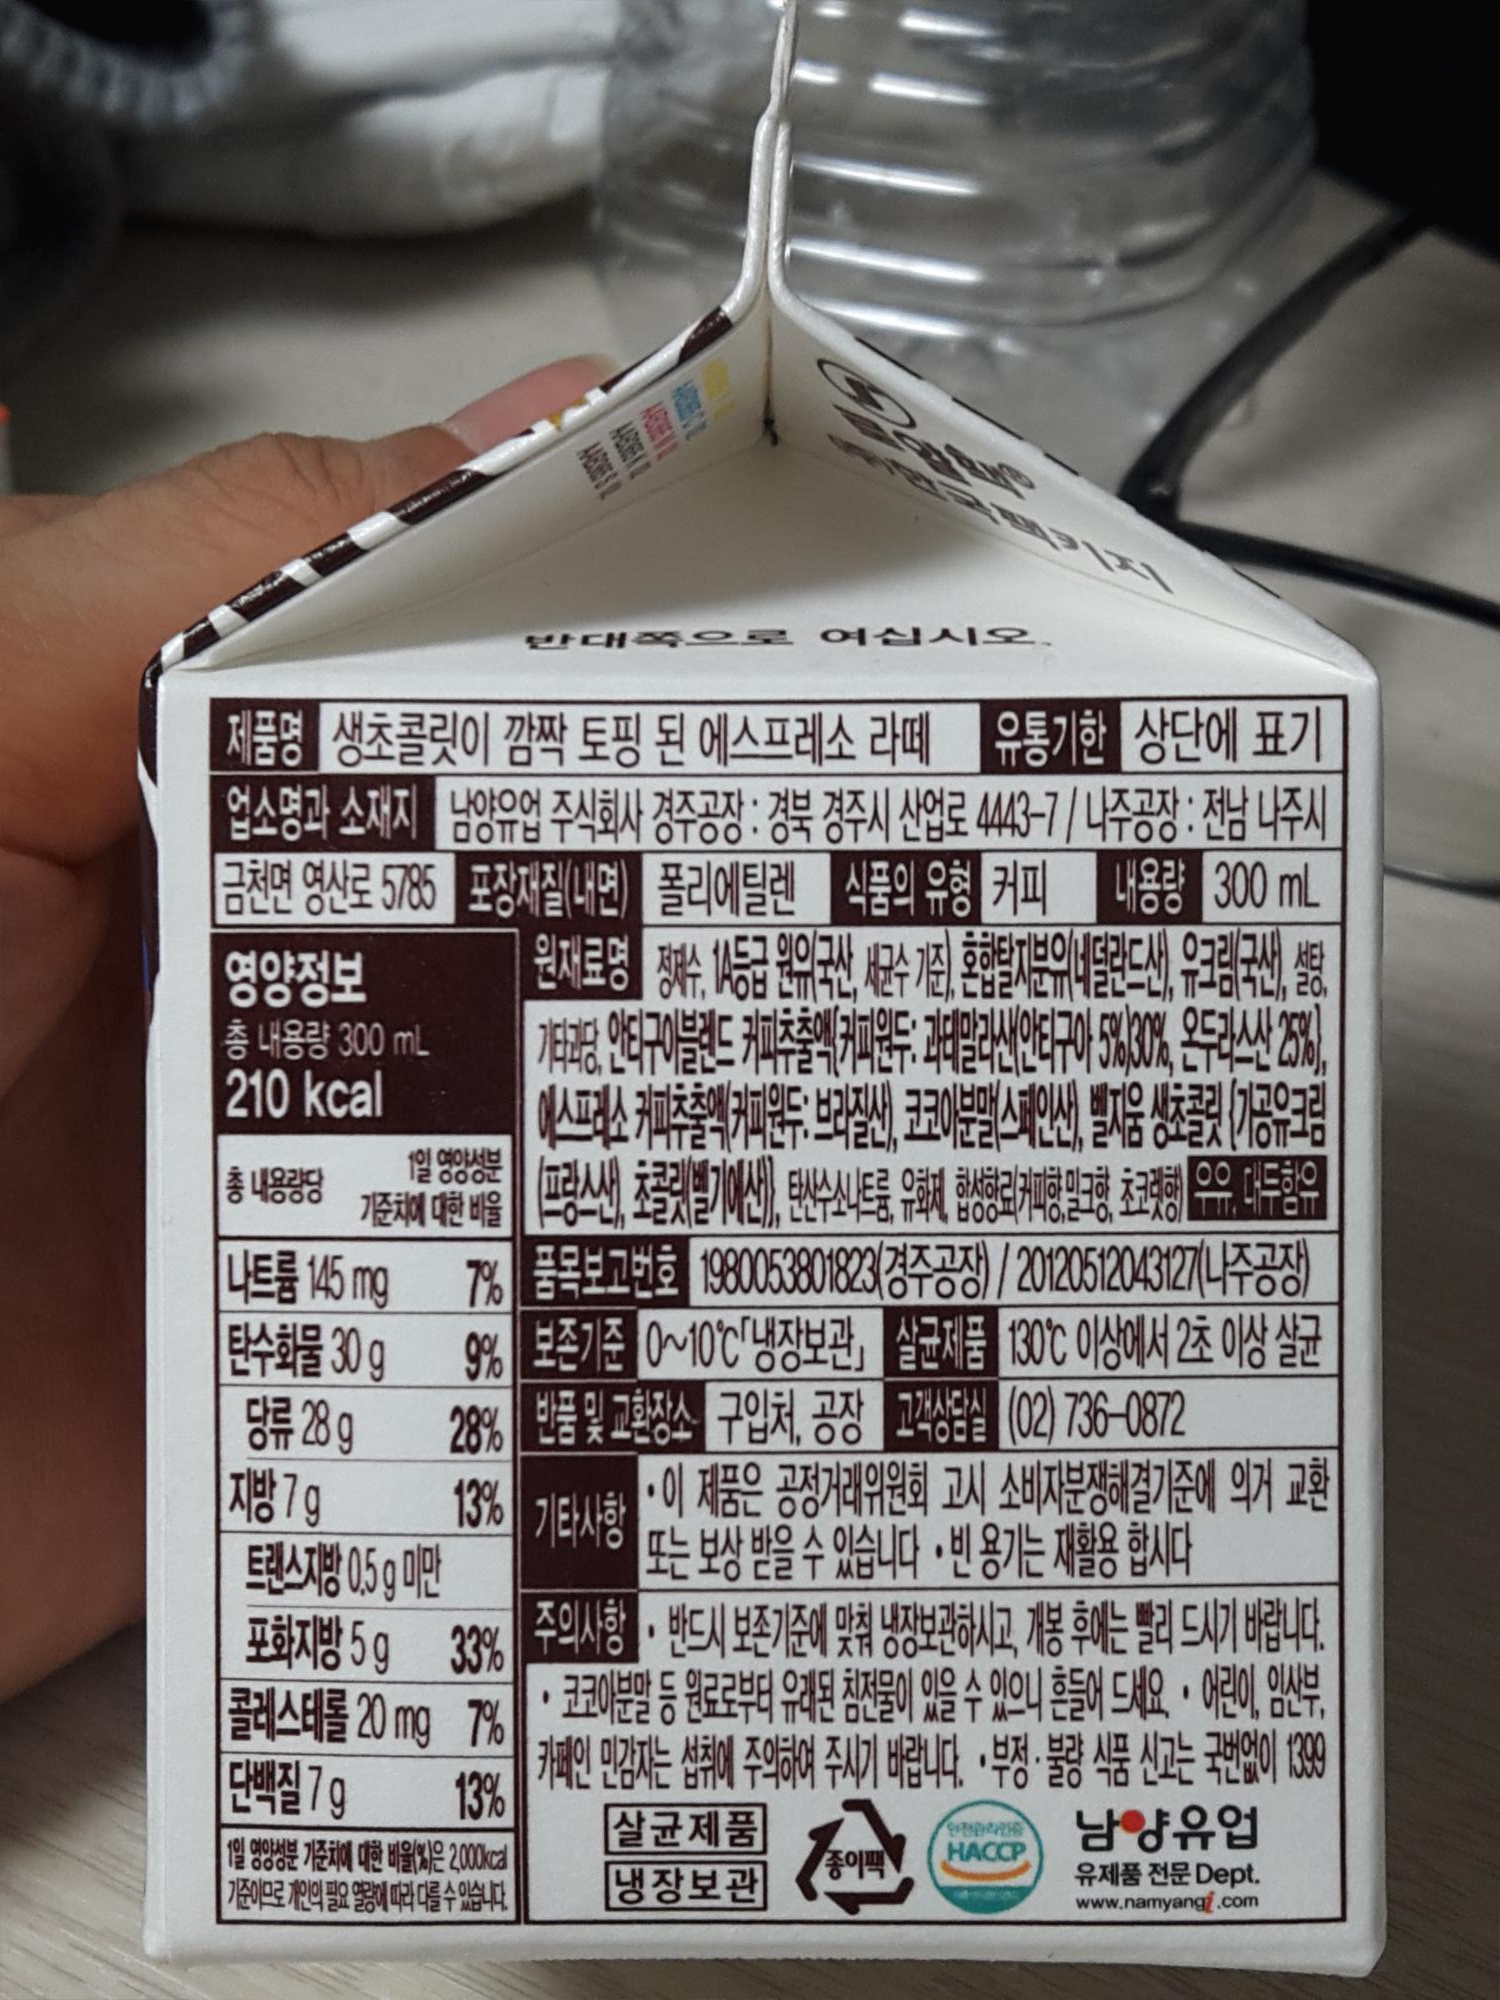 팩키지
반대쪽으로 여십시오.
제품명 생초콜릿이 깜짝 토핑 된 에스프레소 라떼 유통기한 상단에 표기
업소명과 소재지 남양유업 주식회사 경주공장 : 경북 경주시 산업로 4443-7 / 나주공장 : 전남 나주시
금천면 영산로 5785 포장재질(내면) 폴리에틸렌 식품의 유형 커피 내용량 300 mL
영양정보
총 내용량 300 mL
210 kcal
총 내용량당 1일 영양성분
기준치에 대한 비율
나트륨 145 mg 7%
탄수화물 30 g 9%
당류 28 g 28%
지방 7 g 13%
트랜스지방 0.5 g 미만
포화지방 5 g 33%
콜레스테롤 20 mg 7%
단백질 7 g 13%
1일 영양성분 기준치에 대한 비율(%)은 2,000kcal
기준이므로 개인의 필요 열량에 따라 다를 수 있습니다.
원재료명 정제수, 1A등급 원유(국산, 세균수 기준), 혼합탈지분유(네덜란드산), 유크림(국산), 설탕,
기타과당, 안티구아블렌드 커피추출액{커피원두: 과테말라산(안티구아 5%)30%, 온두라스산 25%},
에스프레소 커피추출액(커피원두: 브라질산), 코코아분말(스페인산), 벨지움 생초콜릿 {가공유크림
(프랑스산), 초콜릿(벨기에산)}, 탄산수소나트륨, 유화제, 합성향료(커피향,밀크향, 초코렛향) 우유, 대두함유
품목보고번호 1980053801823(경주공장) / 20120512043127(나주공장)
보존기준 0~10℃「냉장보관」 살균제품 130℃ 이상에서 2초 이상 살균
반품 및 교환장소 구입처, 공장 고객상담실 (02) 736-0872
기타사항 • 이 제품은 공정거래위원회 고시 소비자분쟁해결기준에 의거 교환
또는 보상 받을 수 있습니다 • 빈 용기는 재활용 합시다
주의사항 • 반드시 보존기준에 맞춰 냉장보관하시고, 개봉 후에는 빨리 드시기 바랍니다.
• 코코아분말 등 원료로부터 유래된 침전물이 있을 수 있으니 흔들어 드세요. • 어린이, 임산부,
카페인 민감자는 섭취에 주의하여 주시기 바랍니다. • 부정 · 불량 식품 신고는 국번없이 1399
살균제품
냉장보관
종이팩
안전관리인증
HACCP
남양유업
유제품 전문 Dept.
www.namyangi.com